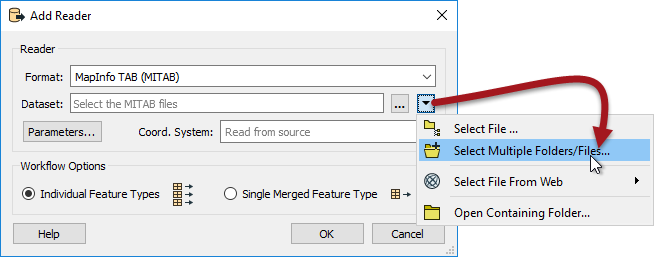 Add Reader
Reader
Format: MapInfo TAB (MITAB)
Dataset: Select the MITAB files ...
Parameters... Coord. System: Read from source
Workflow Options
Individual Feature Types Single Merged Feature Type
Help OK Cancel
Select File ...
Select Multiple Folders/Files...
Select File From Web
Open Containing Folder...